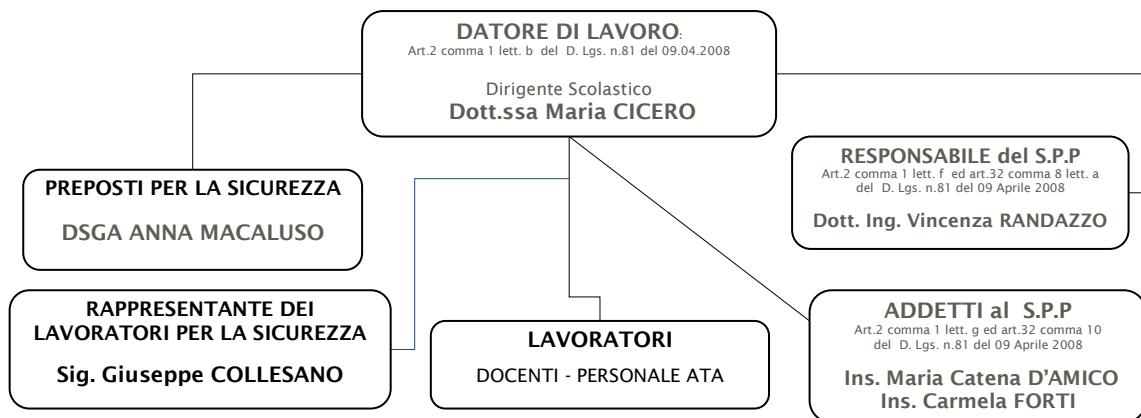 DATORE DI LAVORO:
Art.2 comma 1 lett. b del D. Lgs. n.81 del 09.04.2008
Dirigente Scolastico
Dott.ssa Maria CICERO
PREPOSTI PER LA SICUREZZA
DSGA ANNA MACALUSO
RESPONSABILE del S.P.P
Art.2 comma 1 lett. f ed art.32 comma 8 lett. a
del D. Lgs. n.81 del 09 Aprile 2008
Dott. Ing. Vincenza RANDAZZO
RAPPRESENTANTE DEI
LAVORATORI PER LA SICUREZZA
Sig. Giuseppe COLLESANO
LAVORATORI
DOCENTI - PERSONALE ATA
ADDETTI al S.P.P
Art.2 comma 1 lett. g ed art.32 comma 10
del D. Lgs. n.81 del 09 Aprile 2008
Ins. Maria Catena D'AMICO
Ins. Carmela FORTI